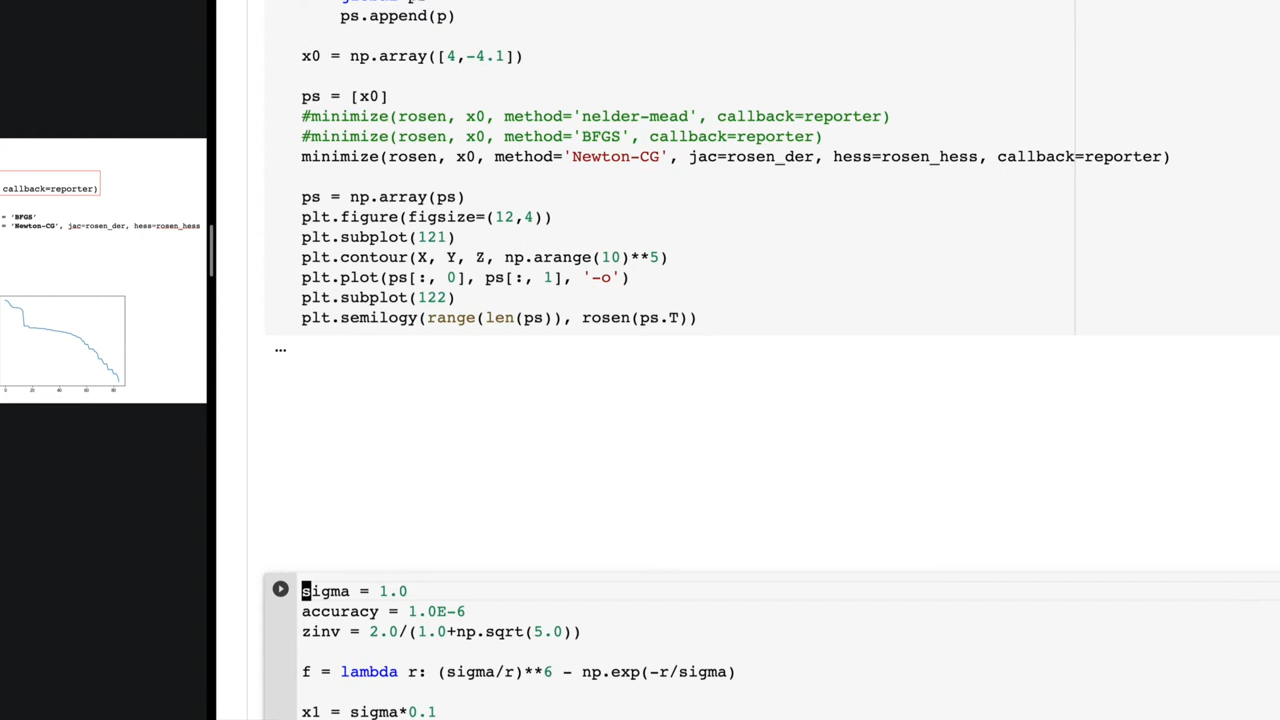 ps.append(p)
x0 = np.array([4,-4.1])
ps = [x0]
#minimize(rosen, x0, method='nelder-mead', callback=reporter)
#minimize(rosen, x0, method='BFGS', callback=reporter)
minimize(rosen, x0, method='Newton-CG', jac=rosen_der, hess=rosen_hess, callback=reporter)
ps = np.array(ps)
plt.figure(figsize=(12,4))
plt.subplot(121)
plt.contour(X, Y, Z, np.arange(10)**5)
plt.plot(ps[:, 0], ps[:, 1], '-o')
plt.subplot(122)
plt.semilogy(range(len(ps)), rosen(ps.T))
...
sigma = 1.0
accuracy = 1.0E-6
zinv = 2.0/(1.0+np.sqrt(5.0))
f = lambda r: (sigma/r)**6 - np.exp(-r/sigma)
x1 = sigma*0.1
callback=reporter)
= 'BFGS'
= 'Newton-CG', jac=rosen_der, hess=rosen_hess
0 20 40 60 80